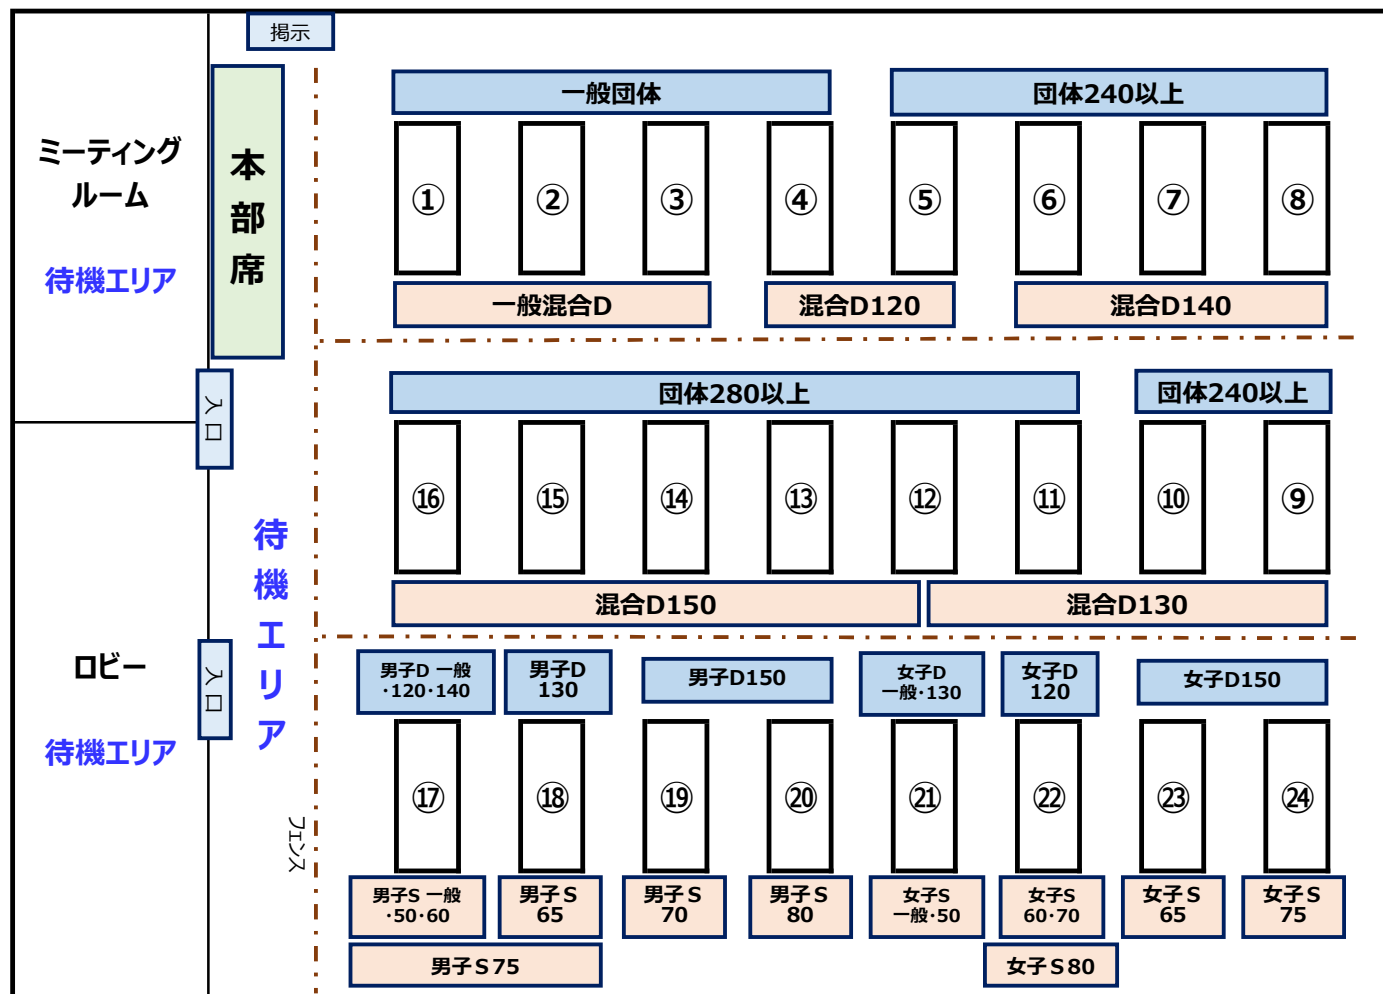 掲示
ミーティング
ルーム
待機エリア
本部席
一般団体
団体240以上
①
②
③
④
⑤
⑥
⑦
⑧
一般混合D
混合D120
混合D140
入口
団体280以上
団体240以上
⑯
⑮
⑭
⑬
⑫
⑪
⑩
⑨
混合D150
混合D130
待機エリア
ロビー
待機エリア
入口
フェンス
男子D 一般
・120・140
男子D
130
男子D150
女子D
一般・130
女子D
120
女子D150
⑰
⑱
⑲
⑳
㉑
㉒
㉓
㉔
男子S 一般
・50・60
男子S
65
男子S
70
男子S
80
女子S
一般・50
女子S
60・70
女子S
65
女子S
75
男子S75
女子S80